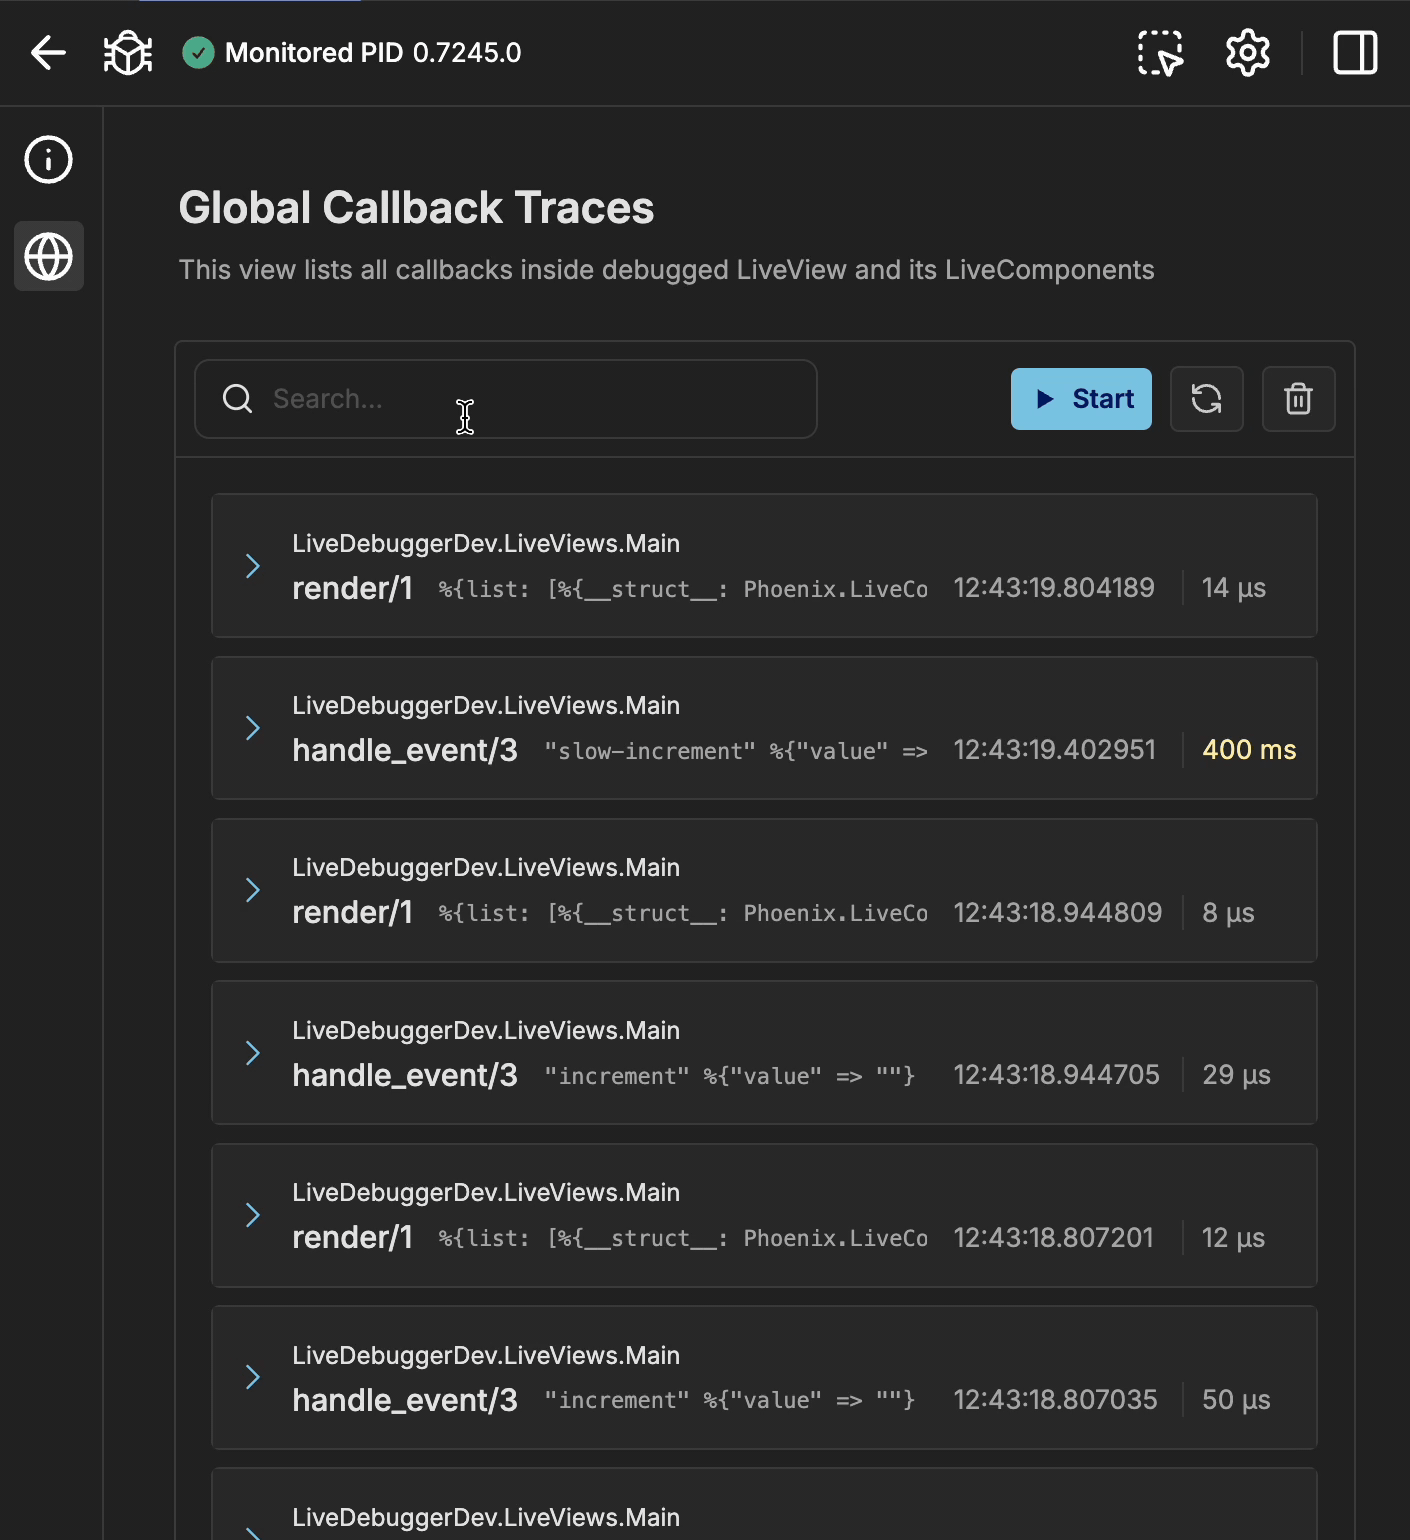 Monitored PID 0.7245.0
Global Callback Traces
This view lists all callbacks inside debugged LiveView and its LiveComponents
Search...
Start
LiveDebuggerDev.LiveViews.Main
render/1 %{list: [%{__struct__: Phoenix.LiveCo 12:43:19.804189 14 µs
LiveDebuggerDev.LiveViews.Main
handle_event/3 "slow-increment" %{"value" => 12:43:19.402951 400 ms
LiveDebuggerDev.LiveViews.Main
render/1 %{list: [%{__struct__: Phoenix.LiveCo 12:43:18.944809 8 µs
LiveDebuggerDev.LiveViews.Main
handle_event/3 "increment" %{"value" => ""} 12:43:18.944705 29 µs
LiveDebuggerDev.LiveViews.Main
render/1 %{list: [%{__struct__: Phoenix.LiveCo 12:43:18.807201 12 µs
LiveDebuggerDev.LiveViews.Main
handle_event/3 "increment" %{"value" => ""} 12:43:18.807035 50 µs
LiveDebuggerDev.LiveViews.Main